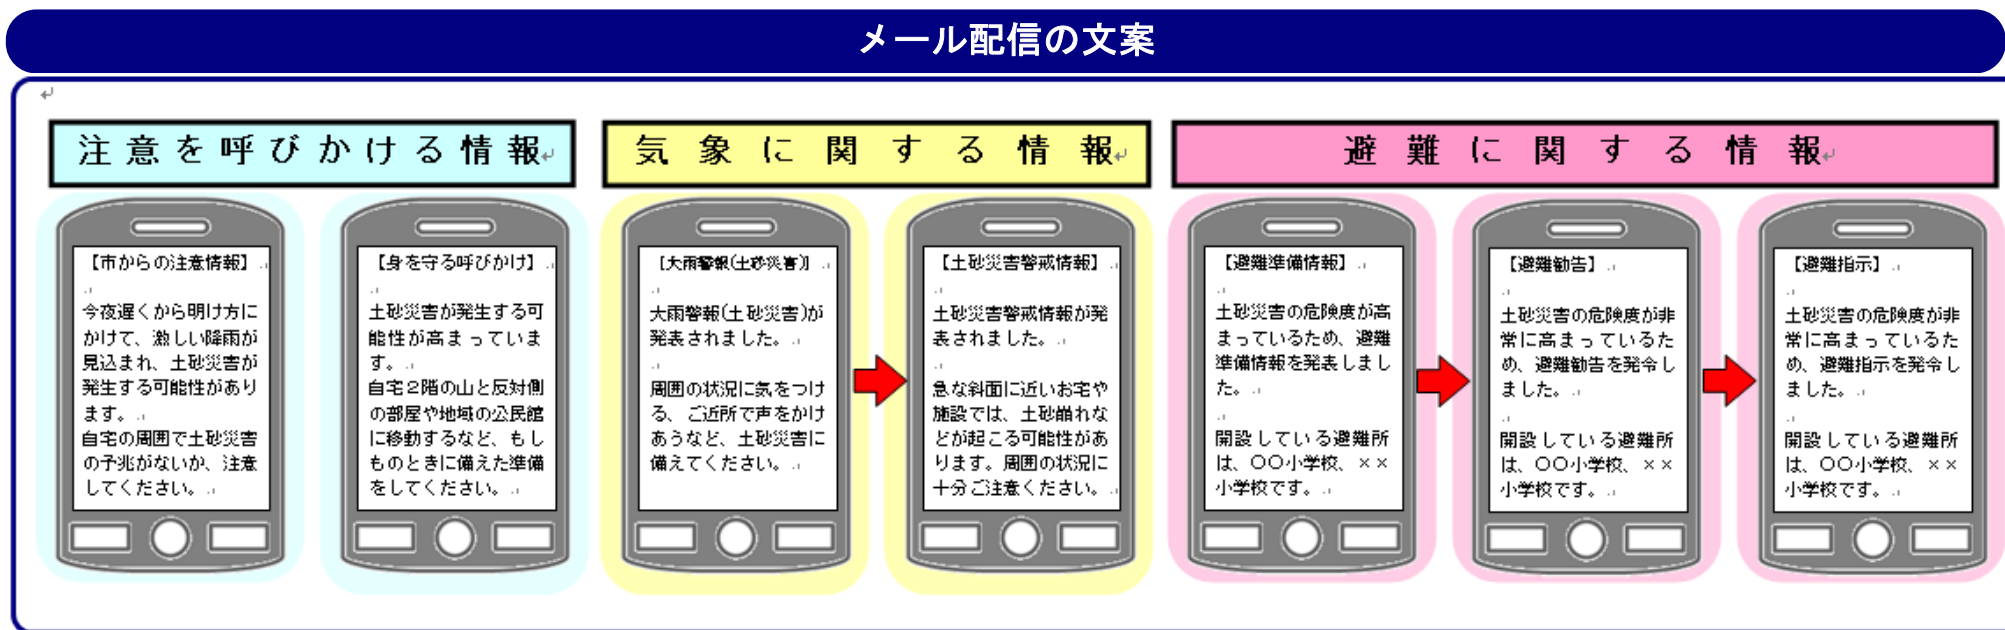 メール配信の文案
注意を呼びかける情報
【市からの注意情報】
今夜遅くから明け方に
かけて、激しい降雨が
見込まれ、土砂災害が
発生する可能性があり
ます。
自宅の周囲で土砂災害
の予兆がないか、注意
してください。
【身を守る呼びかけ】
土砂災害が発生する可
能性が高まっていま
す。
自宅2階の山と反対側
の部屋や地域の公民館
に移動するなど、もし
ものときに備えた準備
をしてください。
気象に関する情報
【大雨警報(土砂災害)】
大雨警報(土砂災害)が
発表されました。
周囲の状況に気をつけ
る、ご近所で声をかけ
あうなど、土砂災害に
備えてください。
【土砂災害警戒情報】
土砂災害警戒情報が発
表されました。
急な斜面に近いお宅や
施設では、土砂崩れな
どが起こる可能性があ
ります。周囲の状況に
十分ご注意ください。
避難に関する情報
【避難準備情報】
土砂災害の危険度が高
まっているため、避難
準備情報を発表しまし
た。
開設している避難所
は、〇〇小学校、××
小学校です。
【避難勧告】
土砂災害の危険度が非
常に高まっているた
め、避難勧告を発令し
ました。
開設している避難所
は、〇〇小学校、××
小学校です。
【避難指示】
土砂災害の危険度が非
常に高まっているた
め、避難指示を発令し
ました。
開設している避難所
は、〇〇小学校、××
小学校です。